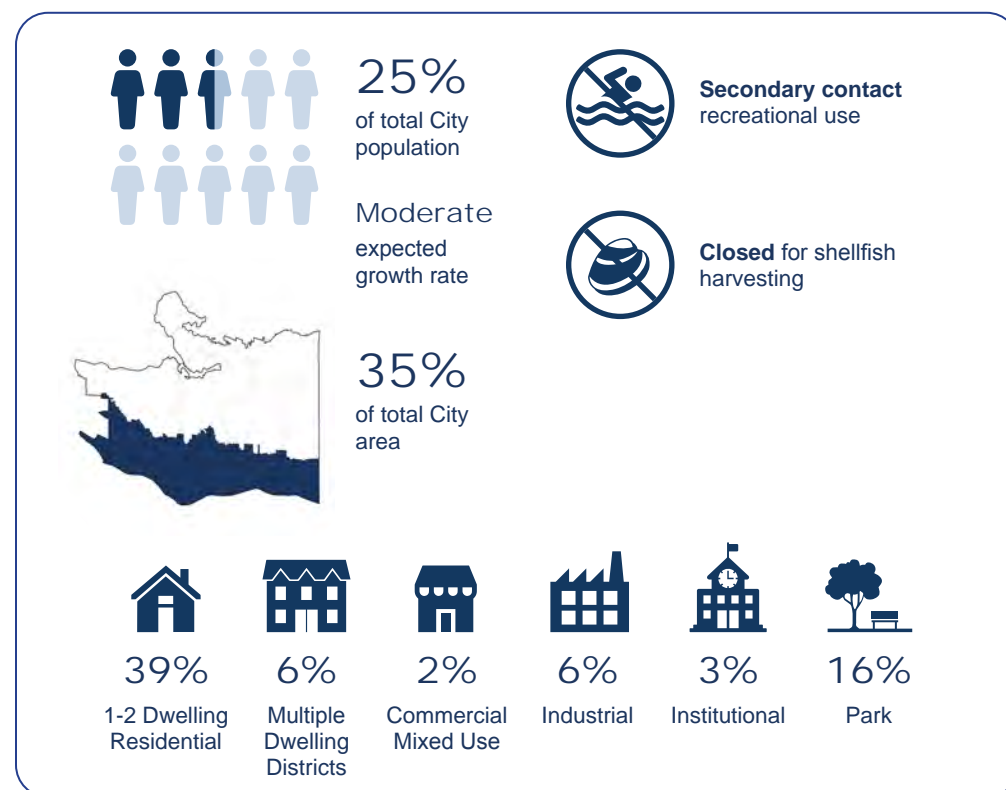 25%
of total City
population
Moderate
expected
growth rate
35%
of total City
area
Secondary contact
recreational use
Closed for shellfish
harvesting
39%
1-2 Dwelling
Residential
6%
Multiple
Dwelling
Districts
2%
Commercial
Mixed Use
6%
Industrial
3%
Institutional
16%
Park